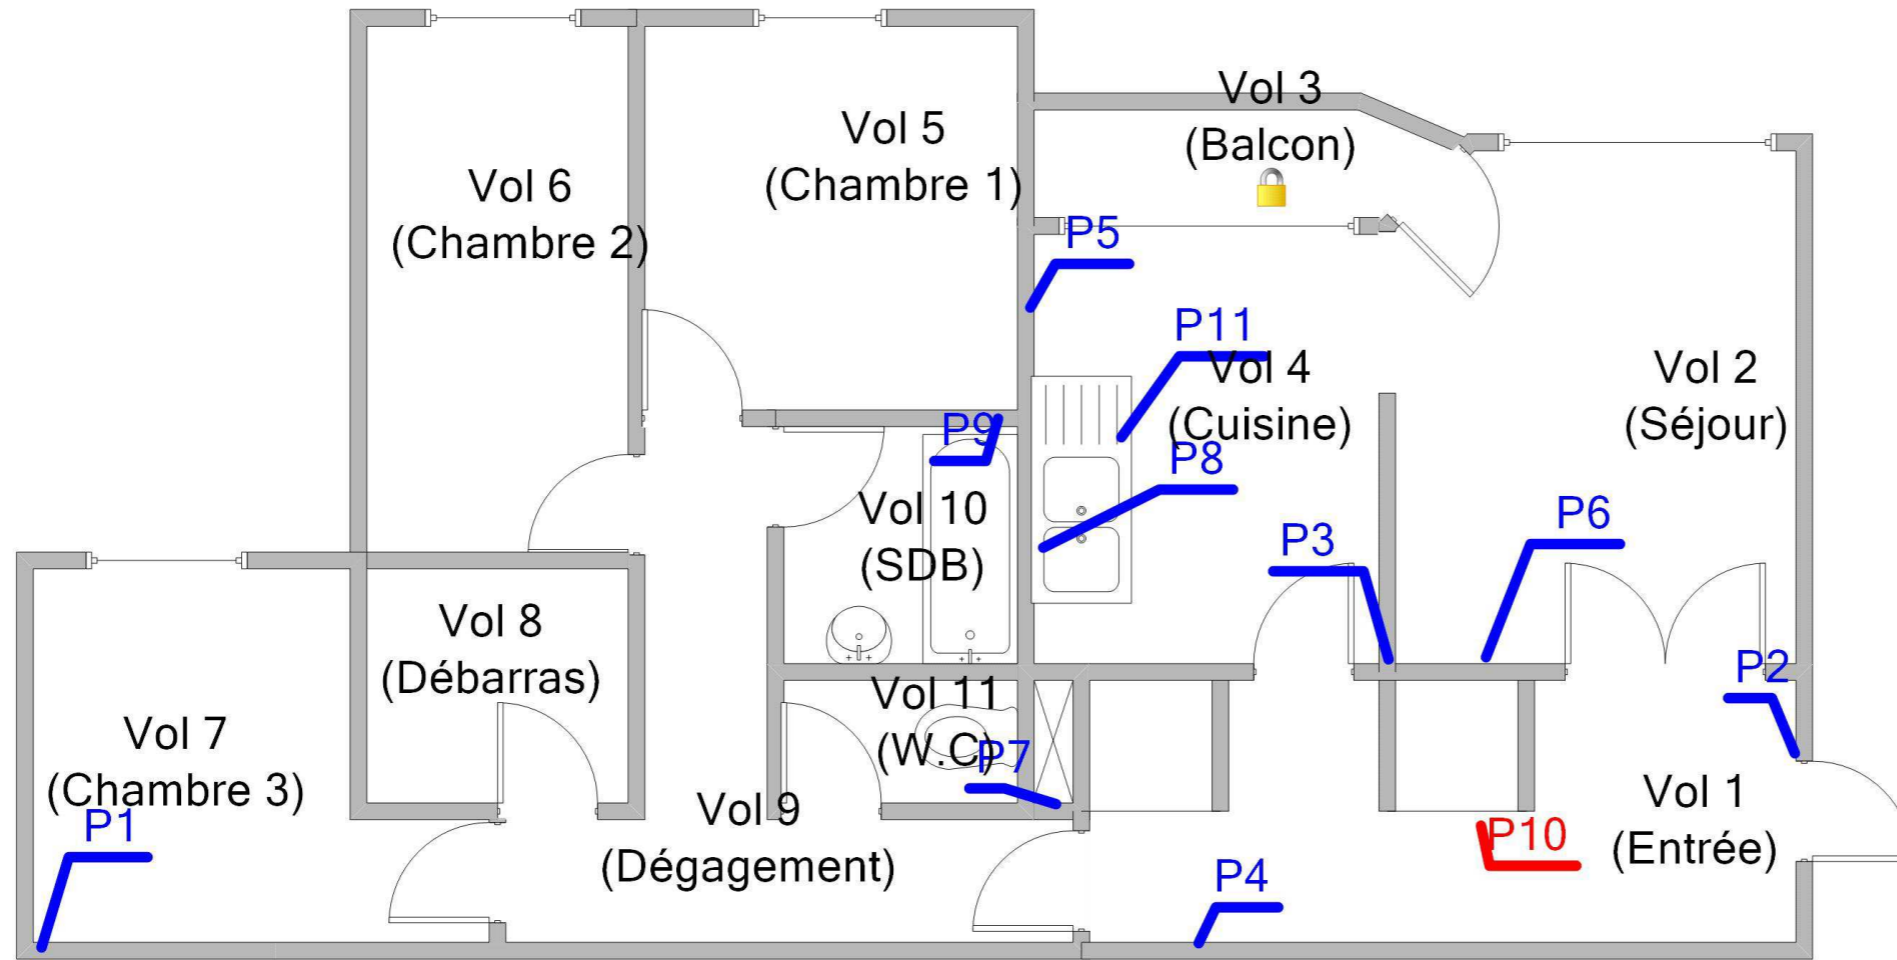 Vol 3
(Balcon)
Vol 5
(Chambre 1)
Vol 6
(Chambre 2)
P5
P11
Vol 4
(Cuisine)
Vol 2
(Séjour)
P9
P8
Vol 10
(SDB)
P3
P6
Vol 8
(Débarras)
P2
Vol 11
(W.C)
P7
Vol 7
(Chambre 3)
P1
Vol 9
(Dégagement)
Vol 1
(Entrée)
P10
P4